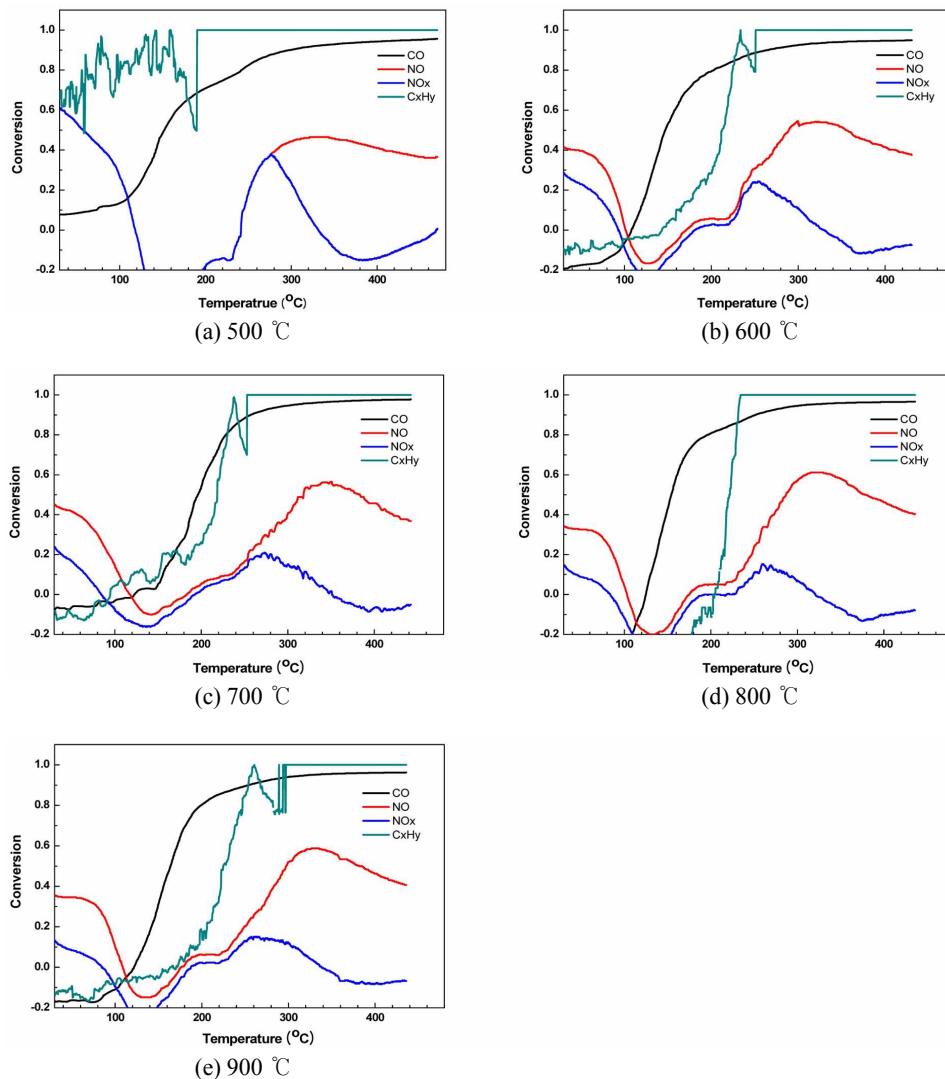 1.0
0.8
0.6
0.4
0.2
0.0
-0.2
Conversion
CO
NO
NOx
CxHy
100
200
300
400
Temperatrue (°C)
(a) 500 ℃
1.0
0.8
0.6
0.4
0.2
0.0
-0.2
Conversion
CO
NO
NOx
CxHy
100
200
300
400
Temperature (°C)
(b) 600 ℃
1.0
0.8
0.6
0.4
0.2
0.0
-0.2
Conversion
CO
NO
NOx
CxHy
100
200
300
400
Temperature (°C)
(c) 700 ℃
1.0
0.8
0.6
0.4
0.2
0.0
-0.2
Conversion
CO
NO
NOx
CxHy
100
200
300
400
Temperature (°C)
(d) 800 ℃
1.0
0.8
0.6
0.4
0.2
0.0
-0.2
Conversion
CO
NO
NOx
CxHy
100
200
300
400
Temperature (°C)
(e) 900 ℃